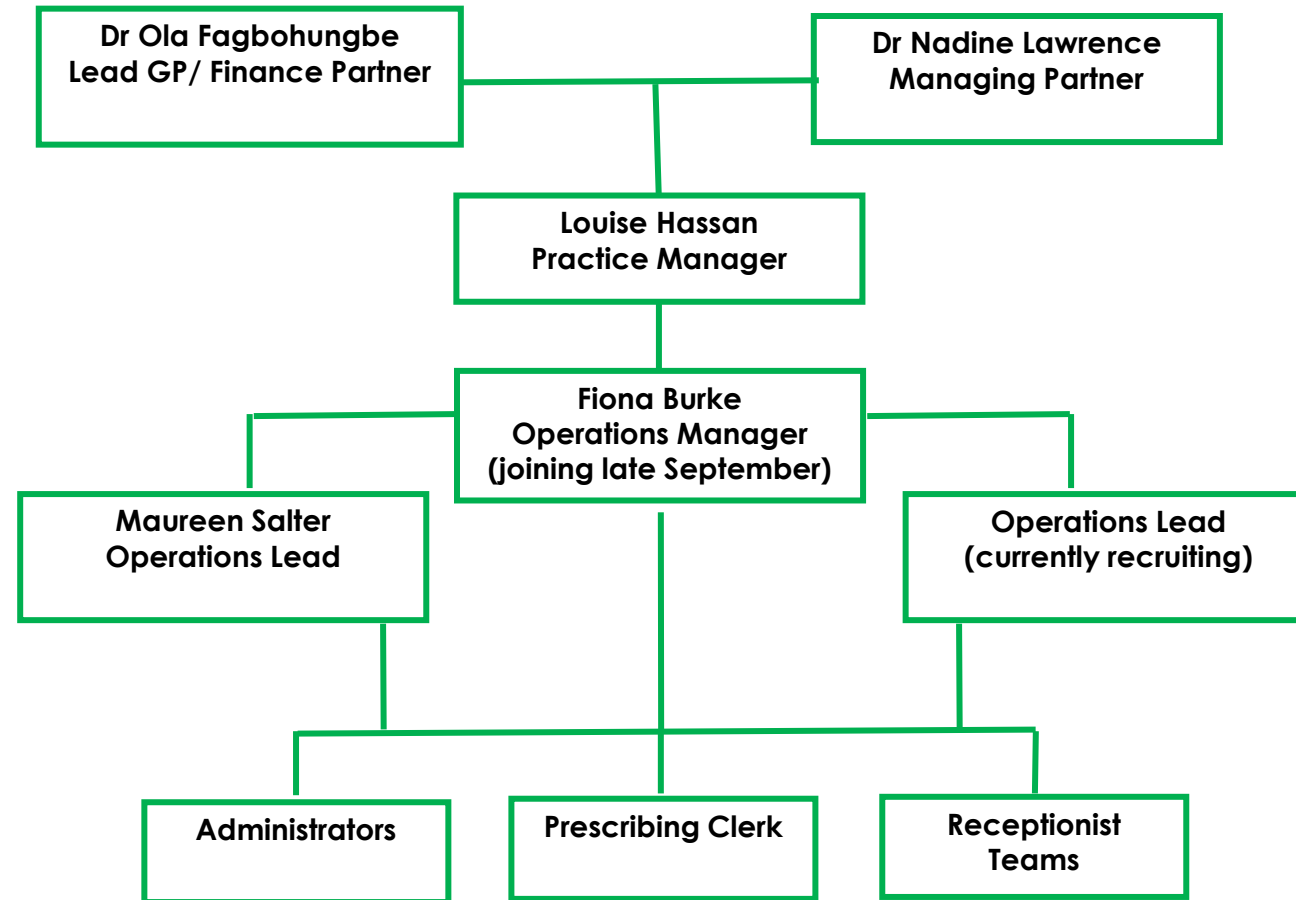 Dr Ola Fagbohungbe
Lead GP/ Finance Partner
Dr Nadine Lawrence
Managing Partner
Louise Hassan
Practice Manager
Fiona Burke
Operations Manager
(joining late September)
Maureen Salter
Operations Lead
Operations Lead
(currently recruiting)
Administrators
Prescribing Clerk
Receptionist
Teams